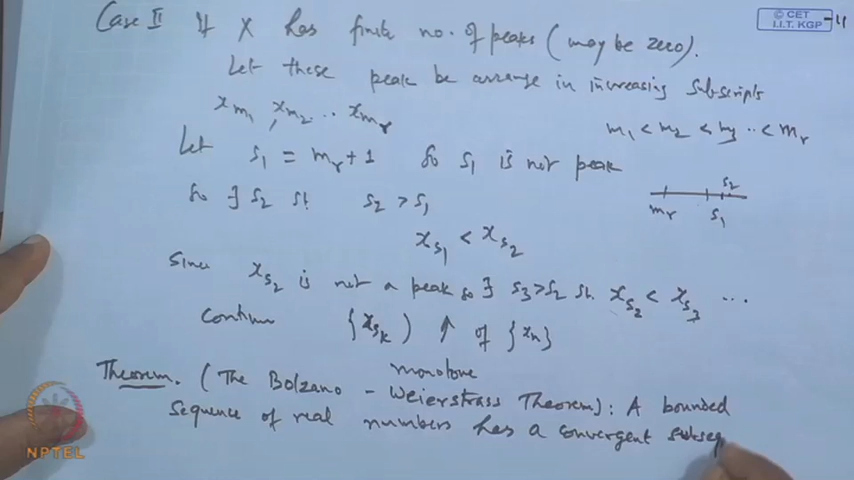 © CET
I.I.T. KGP
Case II If X has finite no. of peaks (may be zero).
Let these peak be arrange in increasing subscripts
x_{m_1}, x_{m_2} .. x_{m_r} m_1 < m_2 < m_3 .. < m_r
Let s_1 = m_r + 1 So s_1 is not peak
So ∃ s_2 st. s_2 > s_1
m_r s_1 s_2
x_{s_1} < x_{s_2}
Since x_{s_2} is not a peak so ∃ s_3 > s_2 st. x_{s_2} < x_{s_3} ...
Continue {x_{s_k}) ↑ of {x_n}
monotone
Theorem. (The Bolzano - Weierstrass Theorem): A bounded
sequence of real numbers has a convergent subseq
NPTEL